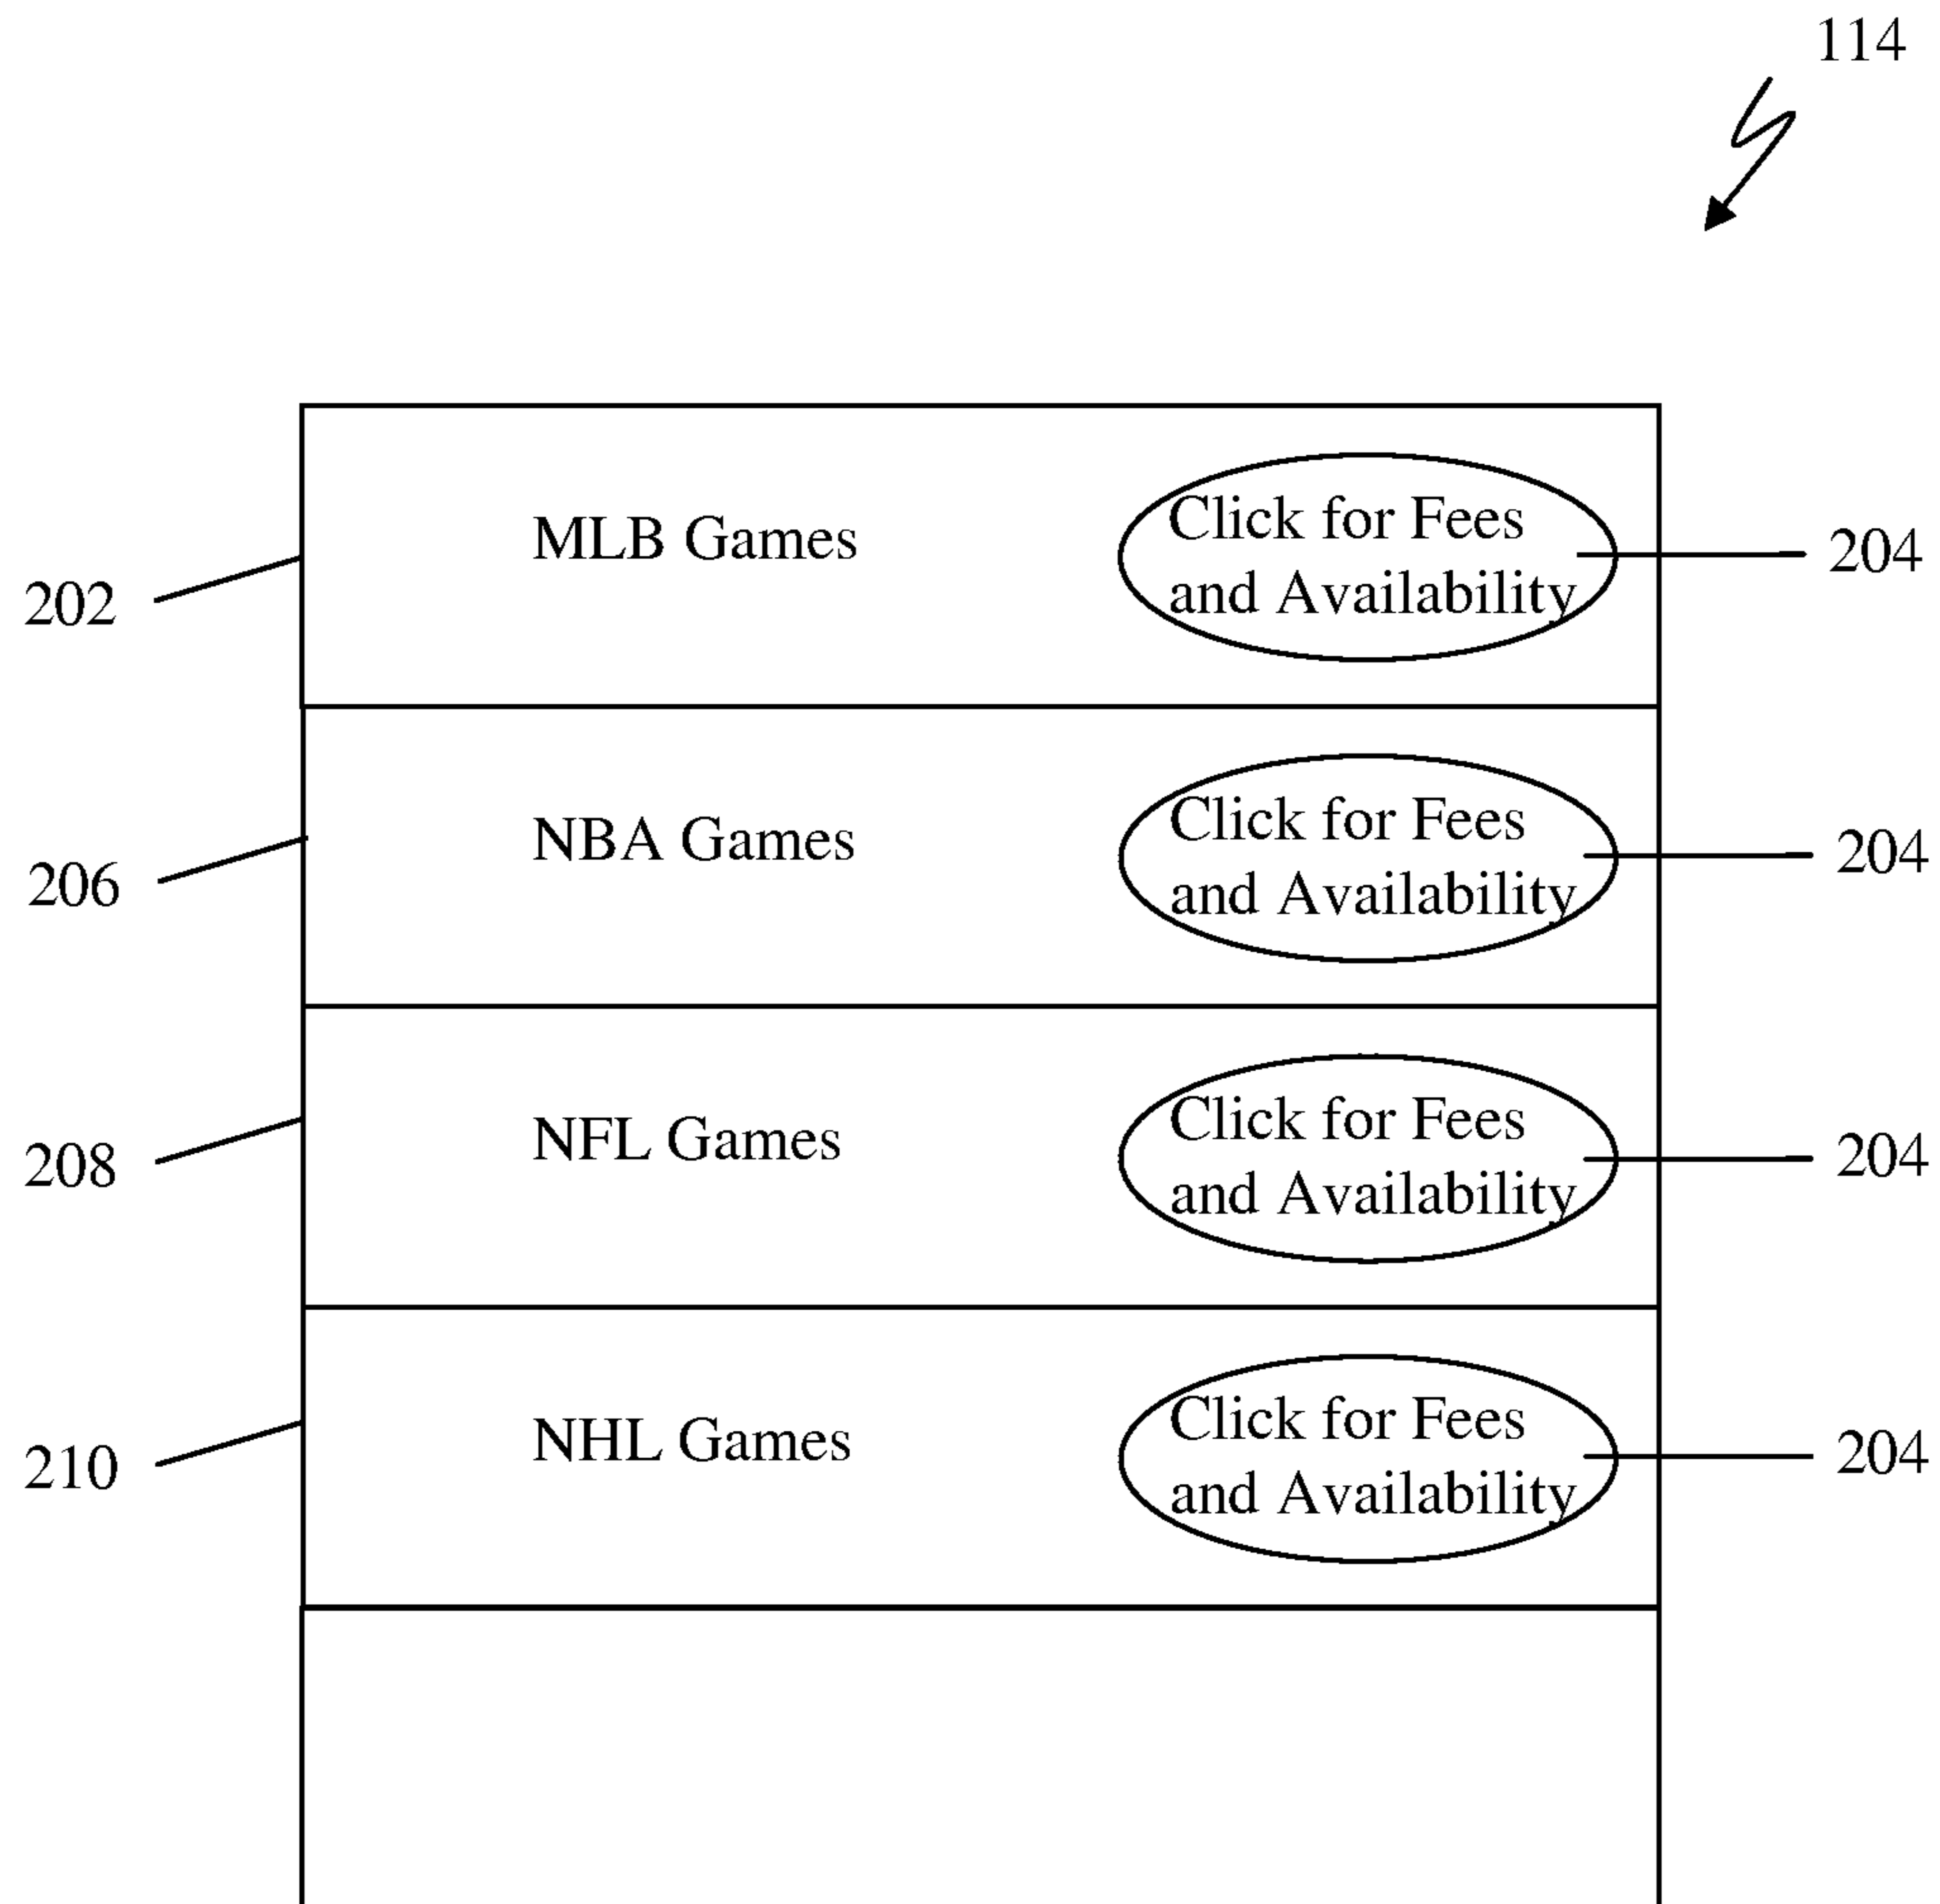 114
MLB Games
Click for Fees
and Availability
204
202
NBA Games
Click for Fees
and Availability
204
206
NFL Games
Click for Fees
and Availability
204
208
NHL Games
Click for Fees
and Availability
204
210